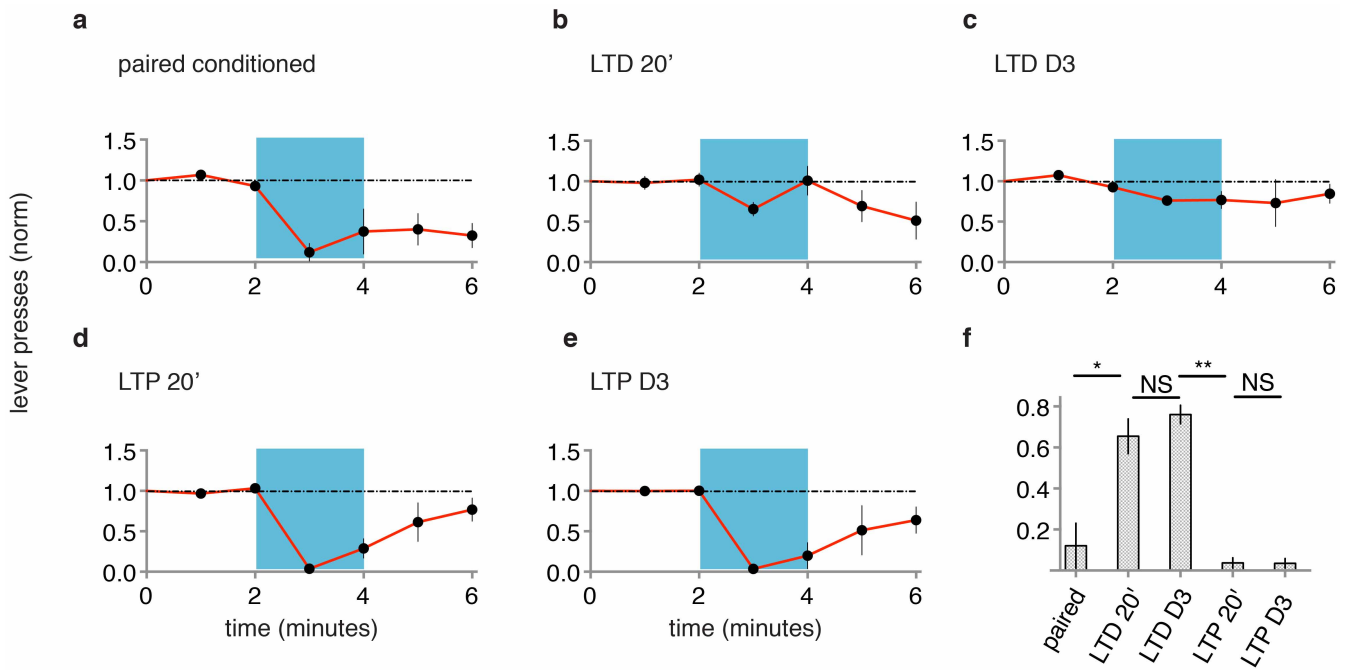 a
b
c
paired conditioned
LTD 20’
LTD D3
1.5
1.0
0.5
0.0
0 2 4 6
1.5
1.0
0.5
0.0
0 2 4 6
1.5
1.0
0.5
0.0
0 2 4 6
lever presses (norm)
d
e
f
LTP 20’
LTP D3
1.5
1.0
0.5
0.0
0 2 4 6
time (minutes)
1.5
1.0
0.5
0.0
0 2 4 6
time (minutes)
* NS ** NS
0.8
0.6
0.4
0.2
paired
LTD 20'
LTD D3
LTP 20'
LTP D3